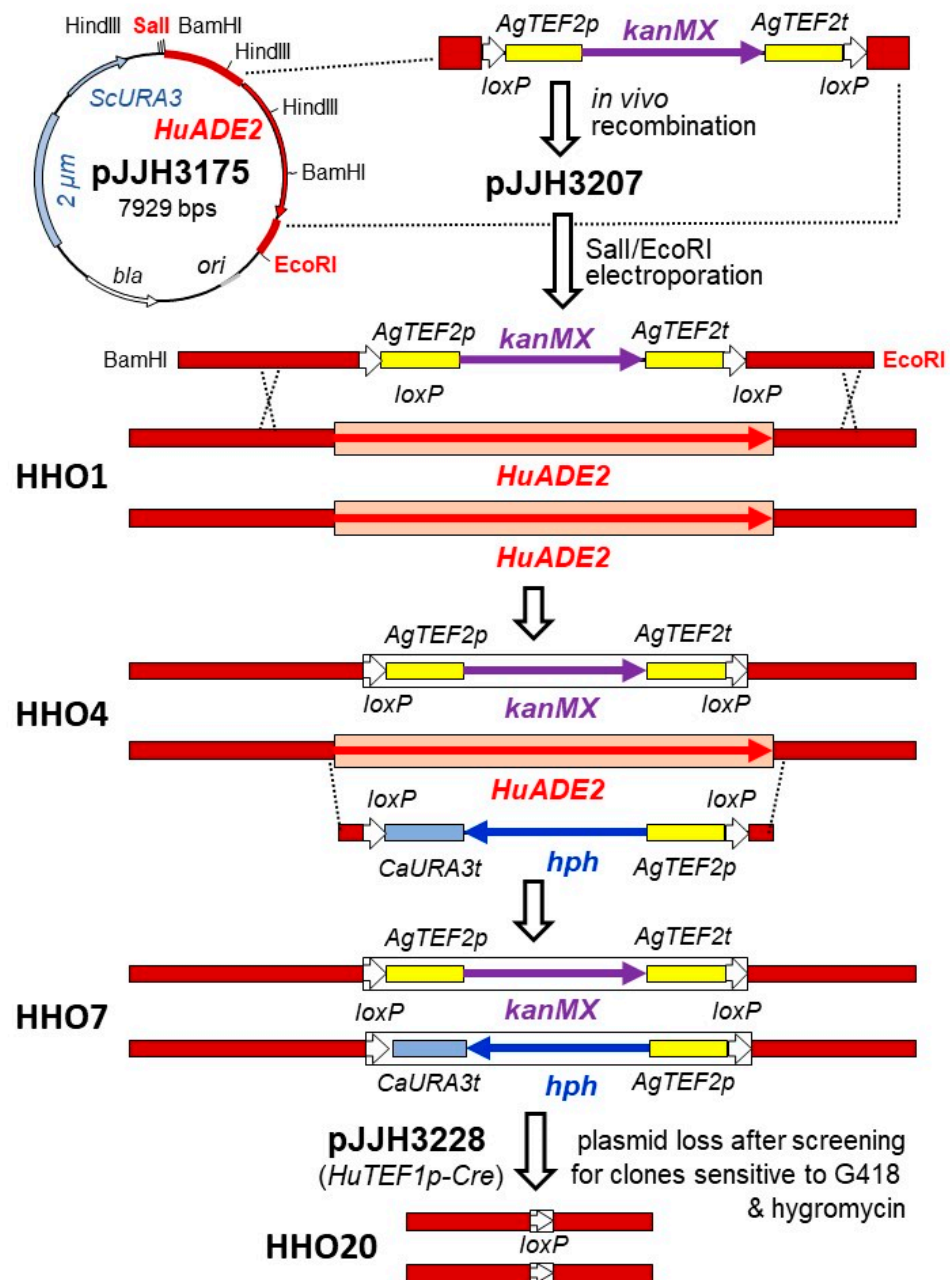 HindIII SalI BamHI
HindIII
ScURA3
HindIII
HuADE2
pJJH3175
BamHI
7929 bps
2 µm
bla
ori
EcoRI
AgTEF2p kanMX AgTEF2t
loxP loxP
in vivo
recombination
pJJH3207
SalI/EcoRI
electroporation
AgTEF2p kanMX AgTEF2t
BamHI EcoRI
loxP loxP
HHO1
HuADE2
HuADE2
AgTEF2p AgTEF2t
loxP kanMX loxP
HHO4
loxP HuADE2 loxP
CaURA3t hph AgTEF2p
AgTEF2p AgTEF2t
HHO7
loxP kanMX loxP
CaURA3t hph AgTEF2p
pJJH3228
(HuTEF1p-Cre)
plasmid loss after screening
for clones sensitive to G418
& hygromycin
HHO20
loxP